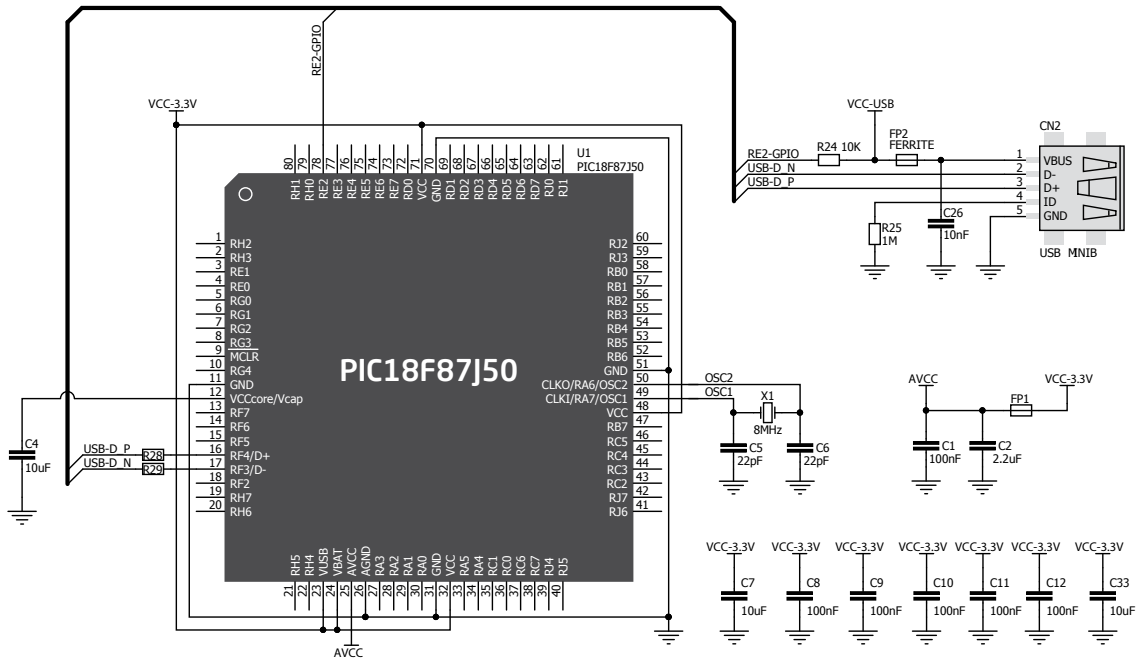 RE2-GPIO
VCC-3.3V
VCC-USB
FP2
FERRITE
CN2
R24 10K
RE2-GPIO
USB-D_N
USB-D_P
1 VBUS
2 D-
3 D+
4 ID
5 GND
R25
1M
C26
10nF
USB MINIB
U1
PIC18F87J50
80 79 78 77 76 75 74 73 72 71 70 69 68 67 66 65 64 63 62 61
RH1 RH0 RE2 RE3 RE4 RE5 RE6 RE7 RD0 VCC GND RD1 RD2 RD3 RD4 RD5 RD6 RD7 RJ0 RJ1
1 RH2
2 RH3
3 RE1
4 RE0
5 RG0
6 RG1
7 RG2
8 RG3
9 MCLR
10 RG4
11 GND
12 VCCcore/Vcap
13 RF7
14 RF6
15 RF5
16 RF4/D+
17 RF3/D-
18 RF2
19 RH7
20 RH6
PIC18F87J50
RJ2 60
RJ3 59
RB0 58
RB1 57
RB2 56
RB3 55
RB4 54
RB5 53
RB6 52
GND 51
CLKO/RA6/OSC2 50
CLKI/RA7/OSC1 49
VCC 48
RB7 47
RC5 46
RC4 45
RC3 44
RC2 43
RJ7 42
RJ6 41
RH5 RH4 VUSB VBAT AVCC AGND RA3 RA2 RA1 RA0 GND VCC RA5 RA4 RC1 RC0 RC6 RC7 RJ4 RJ5
21 22 23 24 25 26 27 28 29 30 31 32 33 34 35 36 37 38 39 40
AVCC
C4
10uF
USB-D_P
USB-D_N
R28
R29
OSC2
OSC1
X1
8MHz
C5
22pF
C6
22pF
AVCC
VCC-3.3V
FP1
C1
100nF
C2
2.2uF
VCC-3.3V VCC-3.3V VCC-3.3V VCC-3.3V VCC-3.3V VCC-3.3V VCC-3.3V
C7 C8 C9 C10 C11 C12 C33
10uF 100nF 100nF 100nF 100nF 100nF 10uF